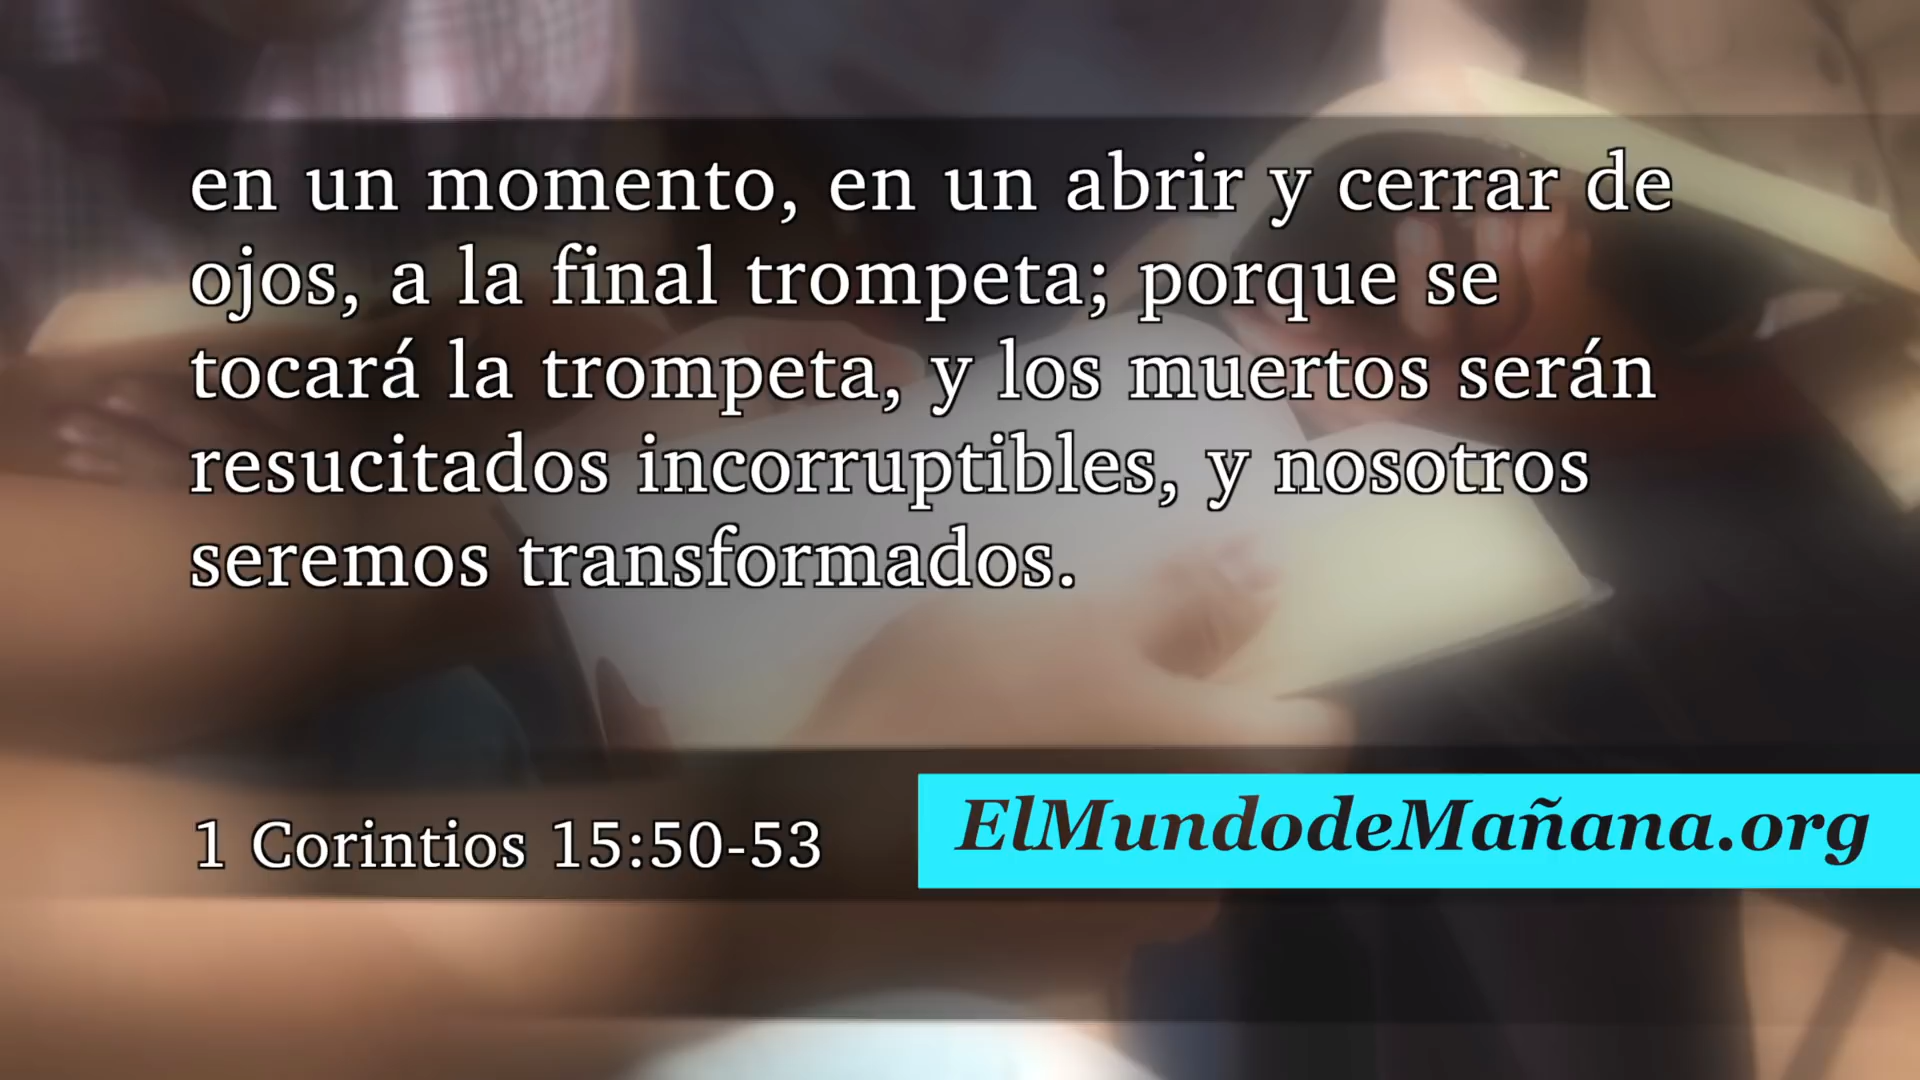 en un momento, en un abrir y cerrar de
ojos, a la final trompeta; porque se
tocará la trompeta, y los muertos serán
resucitados incorruptibles, y nosotros
seremos transformados.
1 Corintios 15:50-53
ElMundodeMañana.org